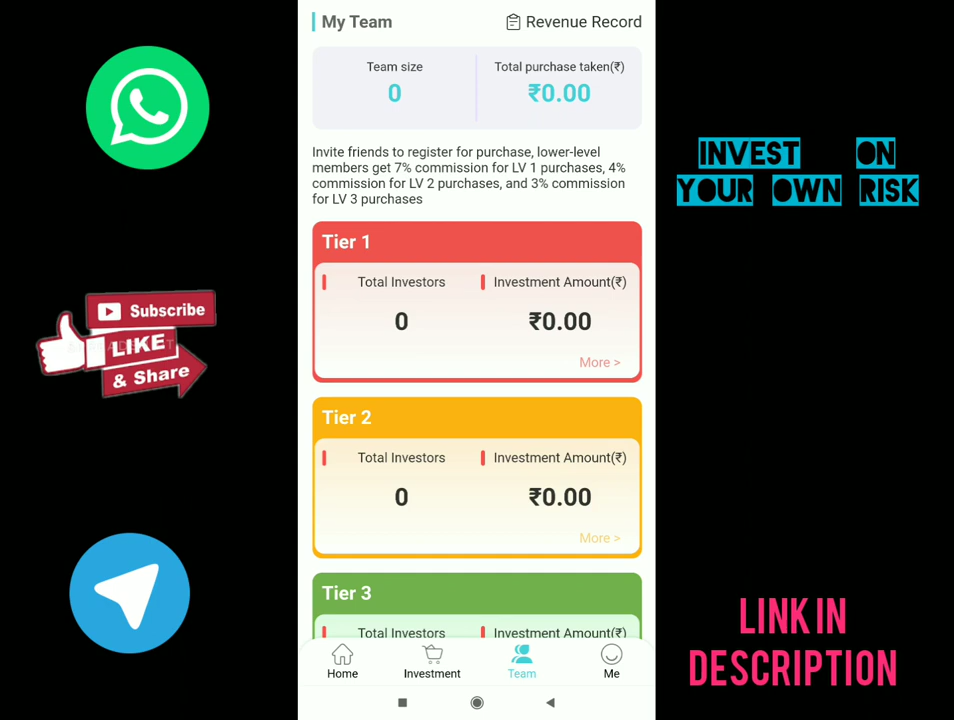 My Team
Revenue Record
Team size
Total purchase taken(₹)
0
₹0.00
Invite friends to register for purchase, lower-level
members get 7% commission for LV 1 purchases, 4%
commission for LV 2 purchases, and 3% commission
for LV 3 purchases
Tier 1
Total Investors
Investment Amount(₹)
0
₹0.00
More >
Tier 2
Total Investors
Investment Amount(₹)
0
₹0.00
More >
Tier 3
Total Investors
Investment Amount(₹)
Home
Investment
Team
Me
Subscribe
LIKE
& Share
INVEST ON
YOUR OWN RISK
LINK IN
DESCRIPTION